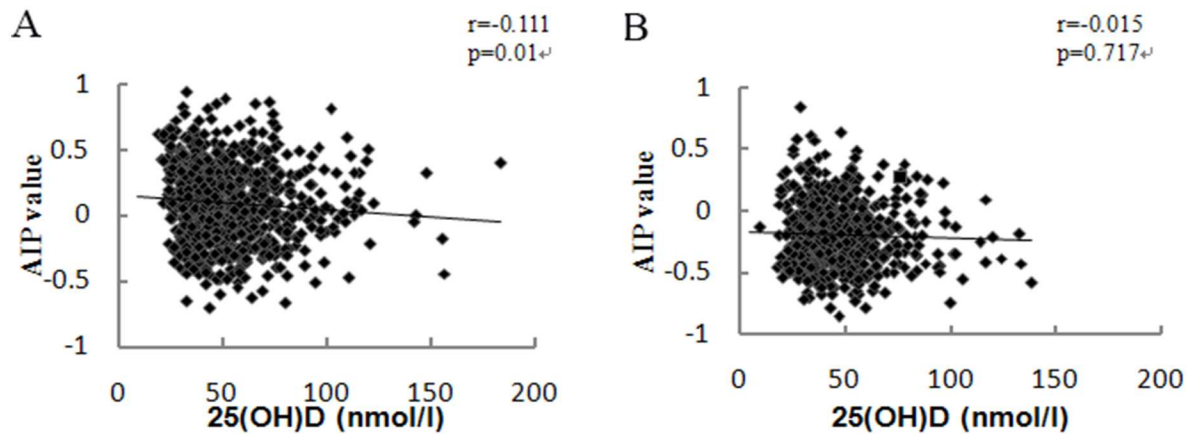 A
r=-0.111
p=0.01↵
1
0.5
0
-0.5
-1
AIP value
0 50 100 150 200
25(OH)D (nmol/l)
B
r=-0.015
p=0.717↵
1
0.5
0
-0.5
-1
AIP value
0 50 100 150 200
25(OH)D (nmol/l)